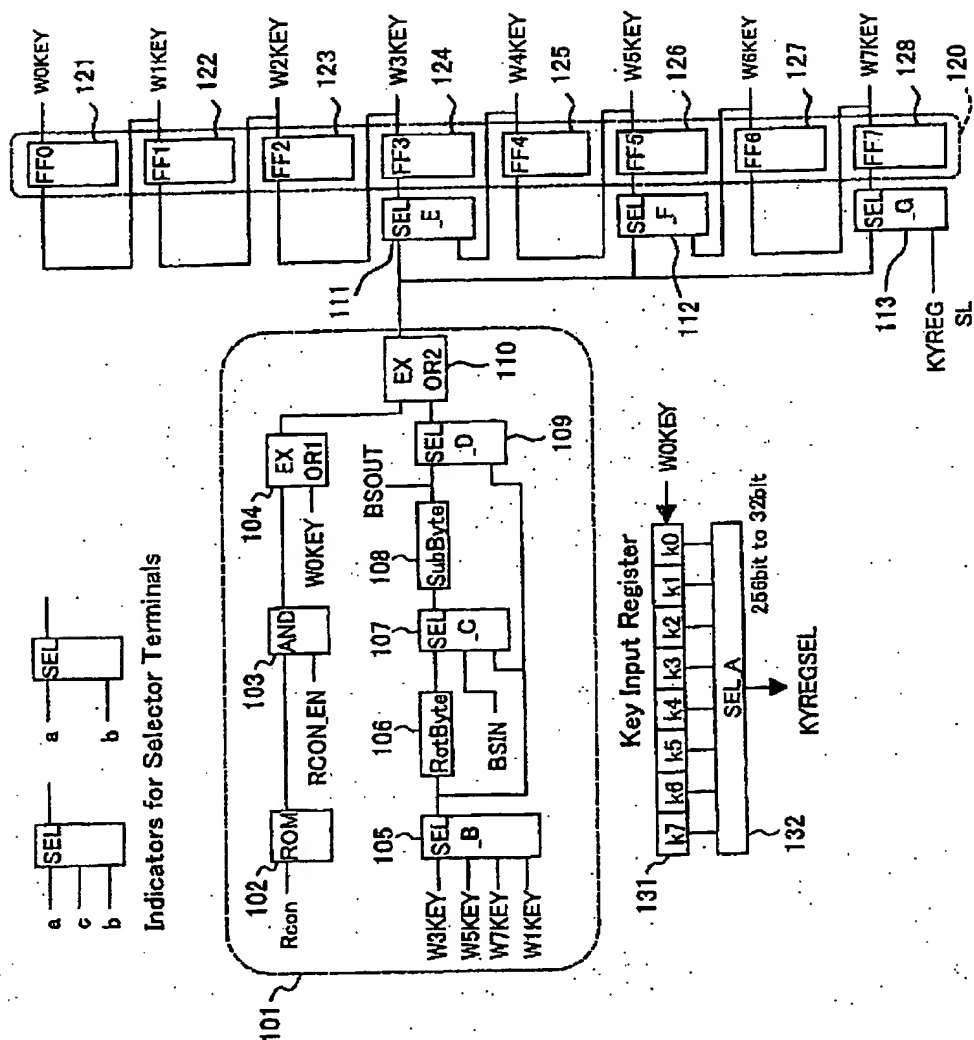 a
c
b
SEL
a
b
SEL
Indicators for Selector Terminals
101
Rcon
102
ROM
RCON_EN
103
AND
104
EX
OR1
W0KEY
W3KEY
W5KEY
W7KEY
W1KEY
105
SEL
_B
106
RotByte
BSIN
107
SEL
_C
108
SubByte
BSOUT
SEL
_D
109
EX
OR2
110
111
SEL
_E
112
SEL
_F
113
SEL
_G
KYREG
SL
FF0
W0KEY
121
FF1
W1KEY
122
FF2
W2KEY
123
FF3
W3KEY
124
FF4
W4KEY
125
FF5
W5KEY
126
FF6
W6KEY
127
FF7
W7KEY
128
120
Key Input Register
131
k7 k6 k5 k4 k3 k2 k1 k0
W0KEY
132
SEL_A
256bit to 32bit
KYREGSEL